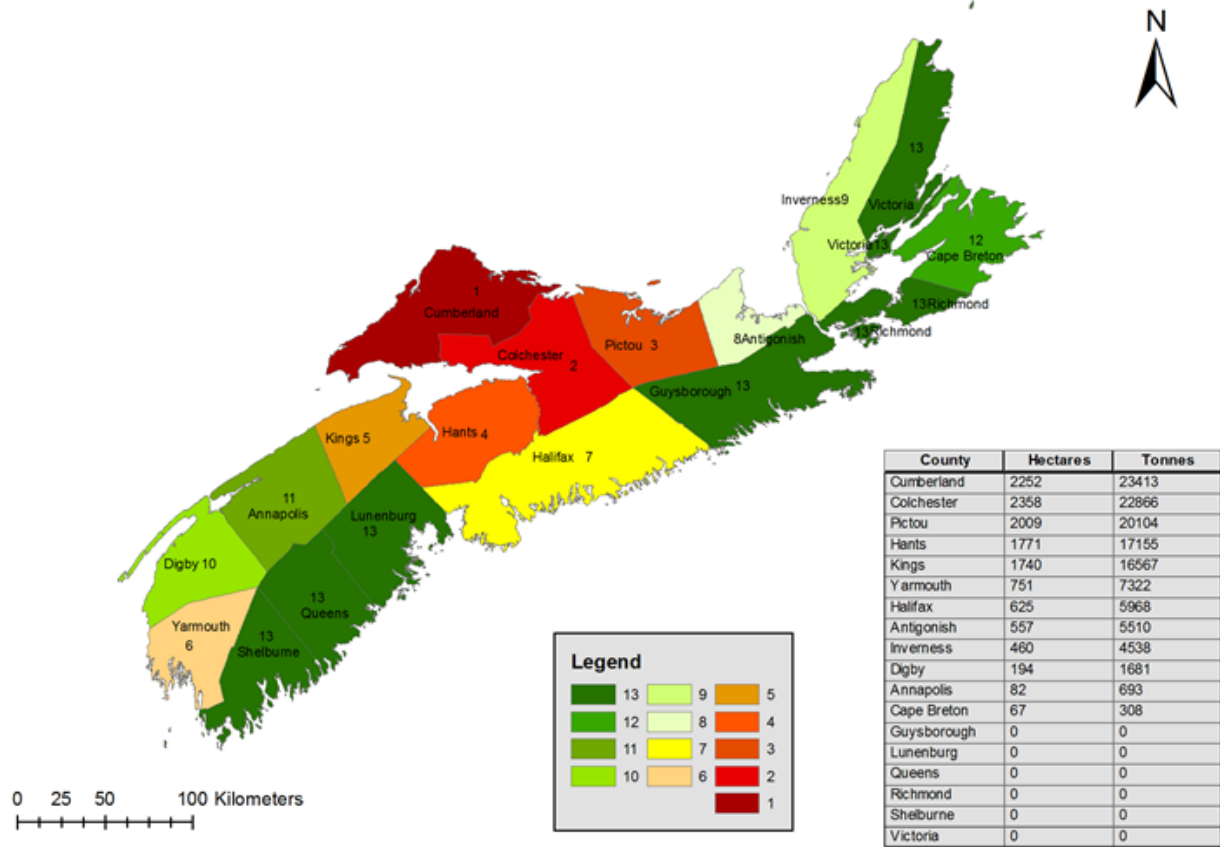 N
13
Inverness9
Victoria
Victoria13
12
Cape Breton
13Richmond
13Richmond
1
Cumberland
Colchester
2
Pictou 3
8Antigonish
Guysborough 13
Kings 5
Hants 4
Halifax 7
11
Annapolis
Lunenburg
13
Digby 10
13
Queens
Yarmouth
6
13
Shelburne
0 25 50 100 Kilometers
Legend
13 9 5
12 8 4
11 7 3
10 6 2
1
County Hectares Tonnes
Cumberland 2252 23413
Colchester 2358 22866
Pictou 2009 20104
Hants 1771 17155
Kings 1740 16567
Yarmouth 751 7322
Halifax 625 5968
Antigonish 557 5510
Inverness 460 4538
Digby 194 1681
Annapolis 82 693
Cape Breton 67 308
Guysborough 0 0
Lunenburg 0 0
Queens 0 0
Richmond 0 0
Shelburne 0 0
Victoria 0 0